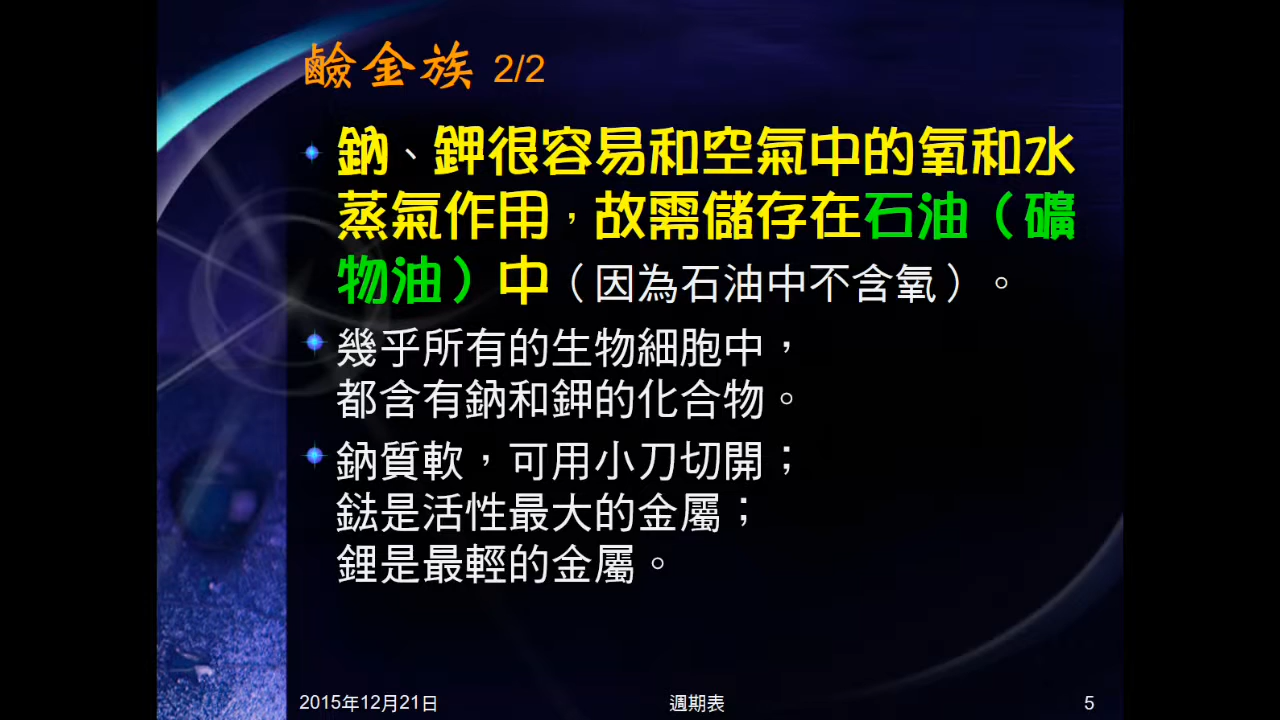 鹼金族 2/2
鈉、鉀很容易和空氣中的氧和水
蒸氣作用，故需儲存在石油（礦
物油）中（因為石油中不含氧）。
幾乎所有的生物細胞中，
都含有鈉和鉀的化合物。
鈉質軟，可用小刀切開；
鍅是活性最大的金屬；
鋰是最輕的金屬。
2015年12月21日 週期表 5